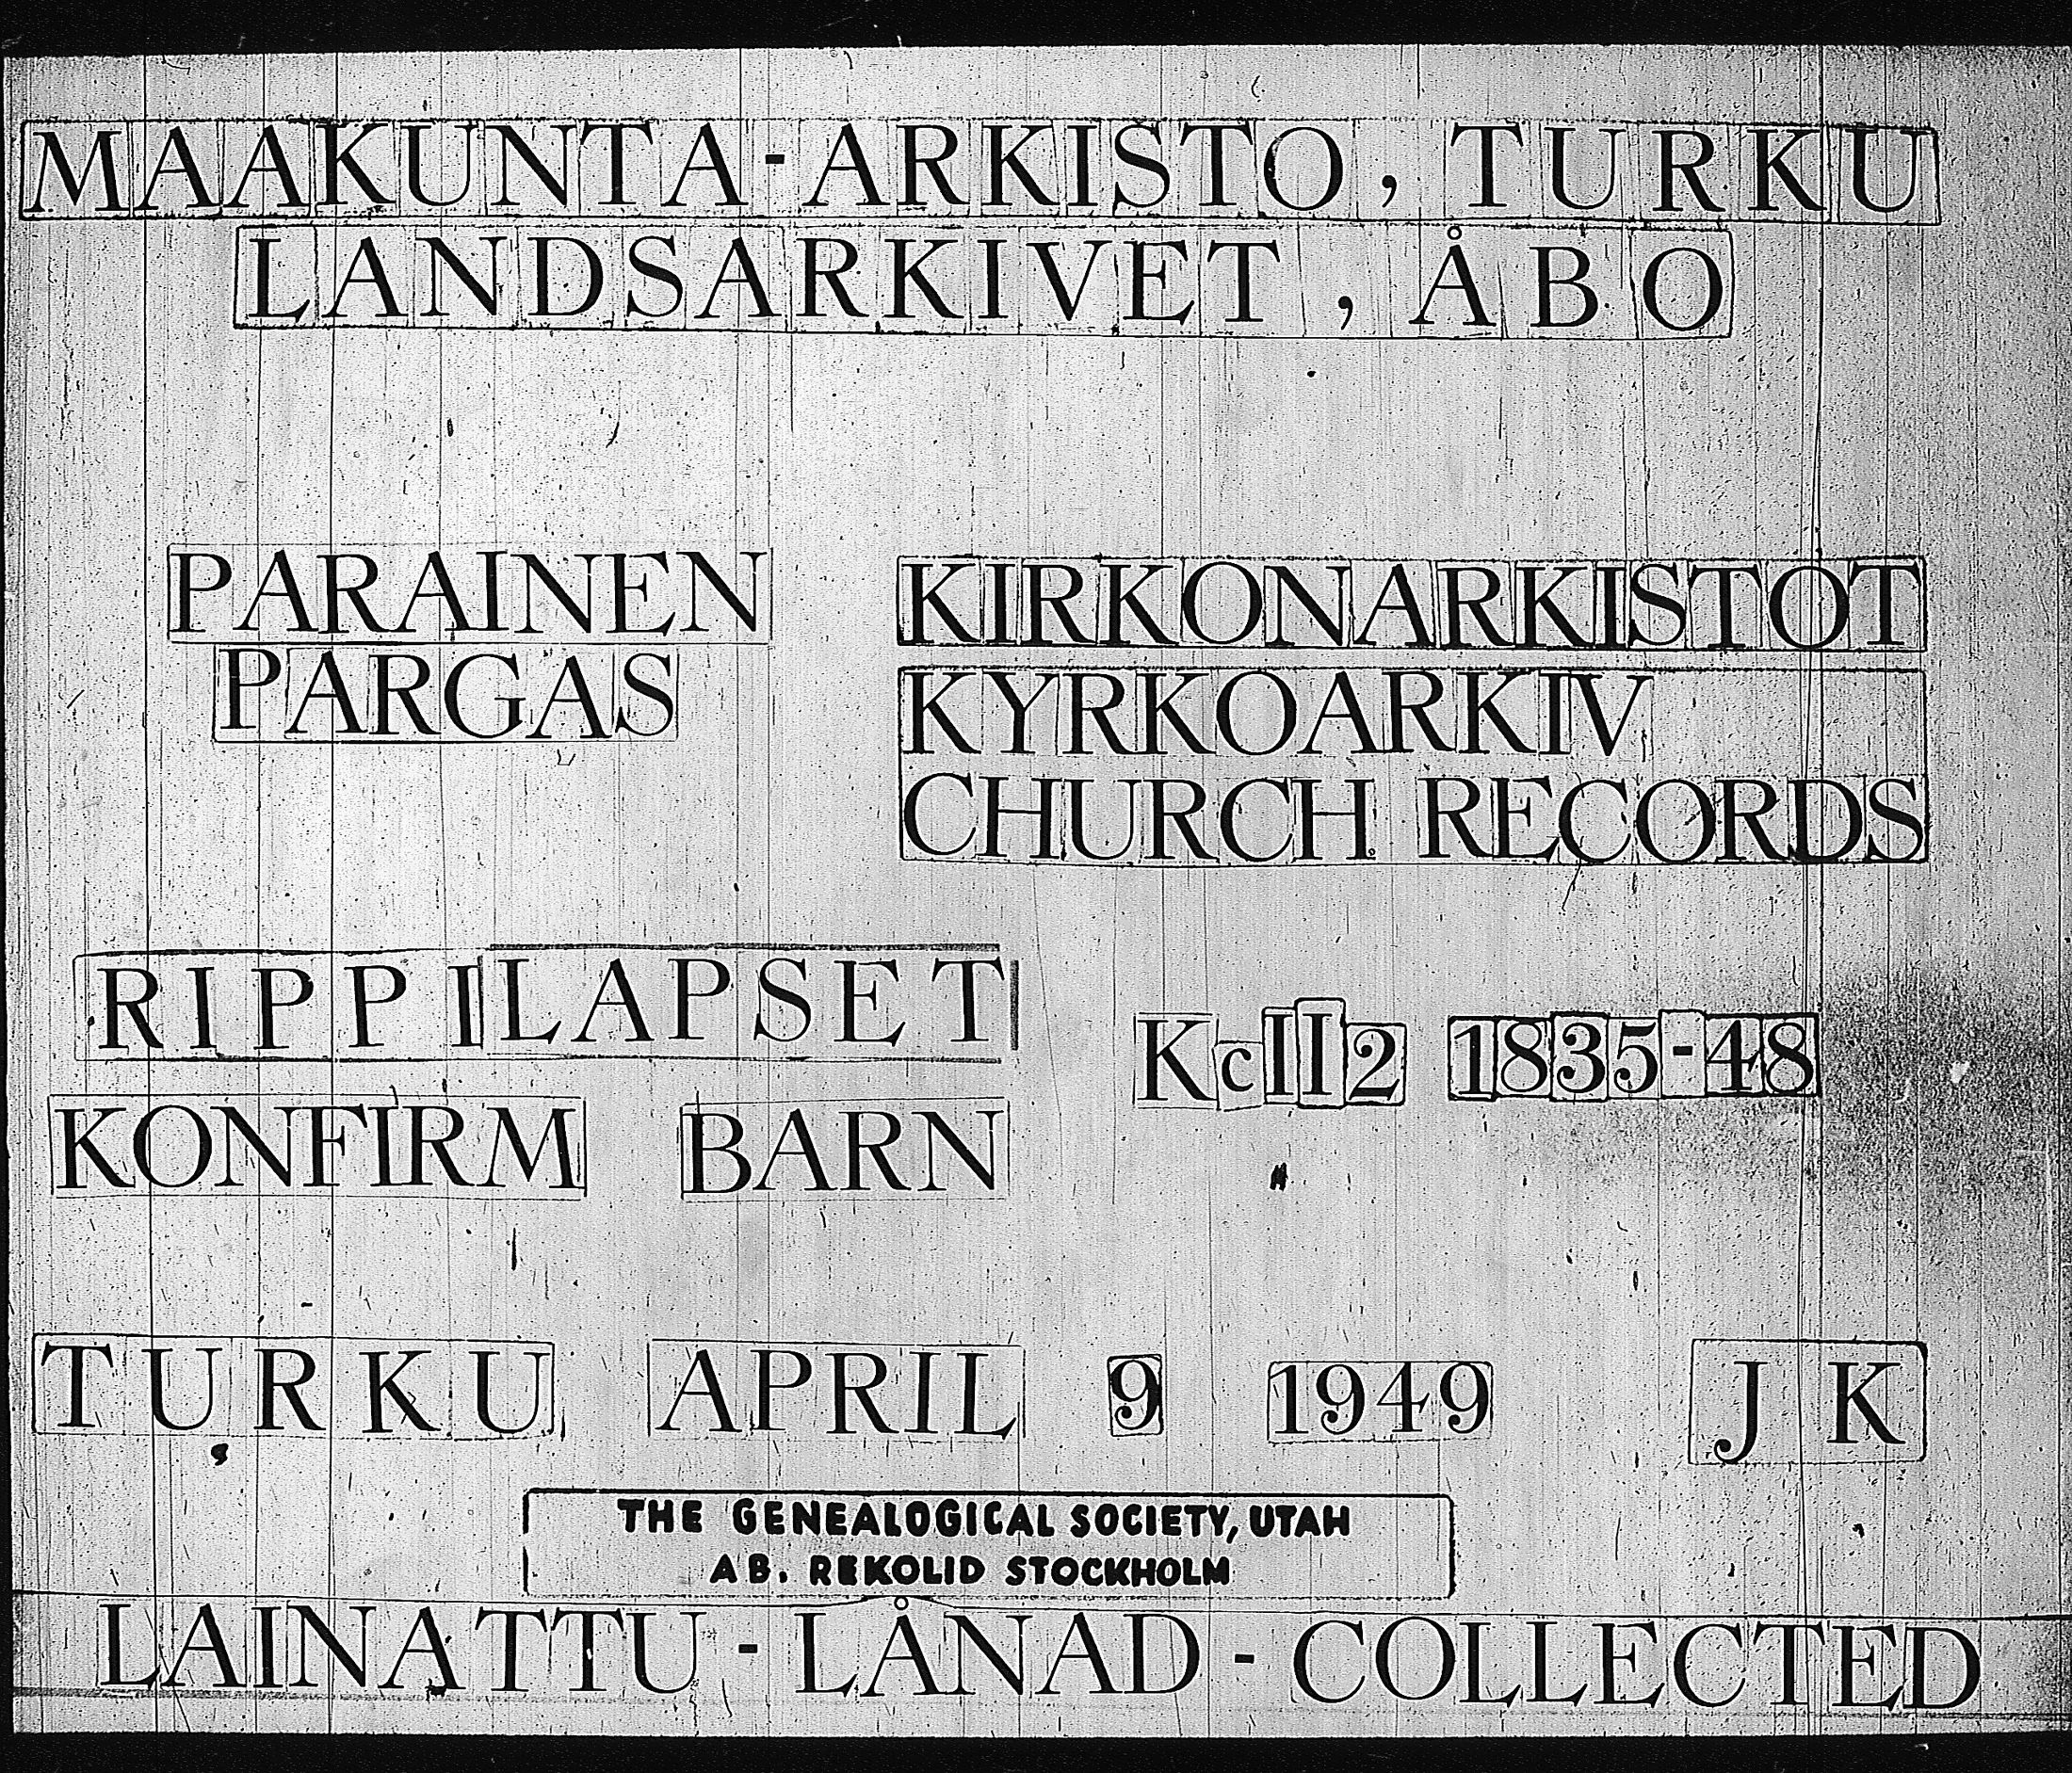 MAAKUNTA-ARKISTO, TURKU
LANDSARKIVET, ÅBO
PARAINEN
PARGAS
KIRKONARKISTOT
KYRKOARKIV
CHURCH RECORDS
RIPPILAPSET
KONFIRM BARN
KcII2 1835-48
TURKU APRIL 9 1949 JK
THE GENEALOGICAL SOCIETY, UTAH
AB. REKOLID STOCKHOLM
LAINATTU - LÅNAD - COLLECTED